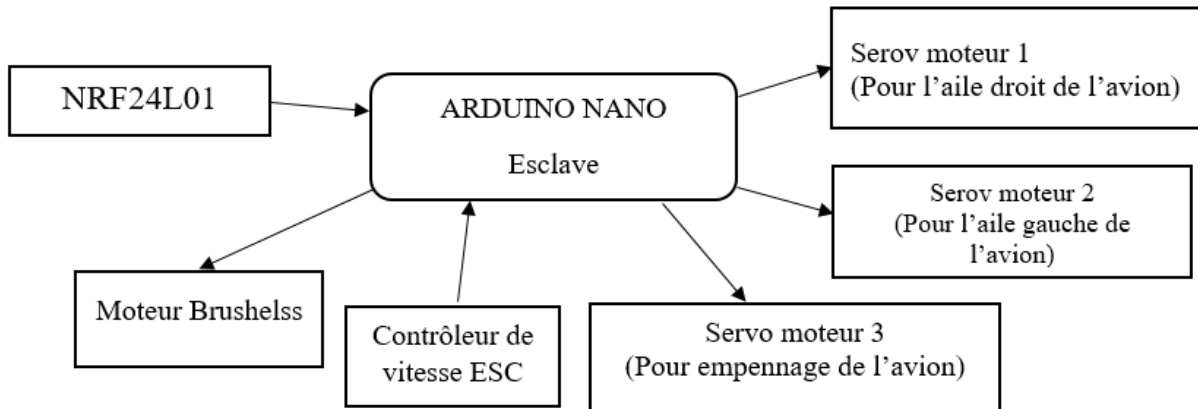 NRF24L01
ARDUINO NANO
Esclave
Serov moteur 1
(Pour l’aile droit de l’avion)
Serov moteur 2
(Pour l’aile gauche de
l’avion)
Moteur Brushelss
Contrôleur de
vitesse ESC
Servo moteur 3
(Pour empennage de l’avion)